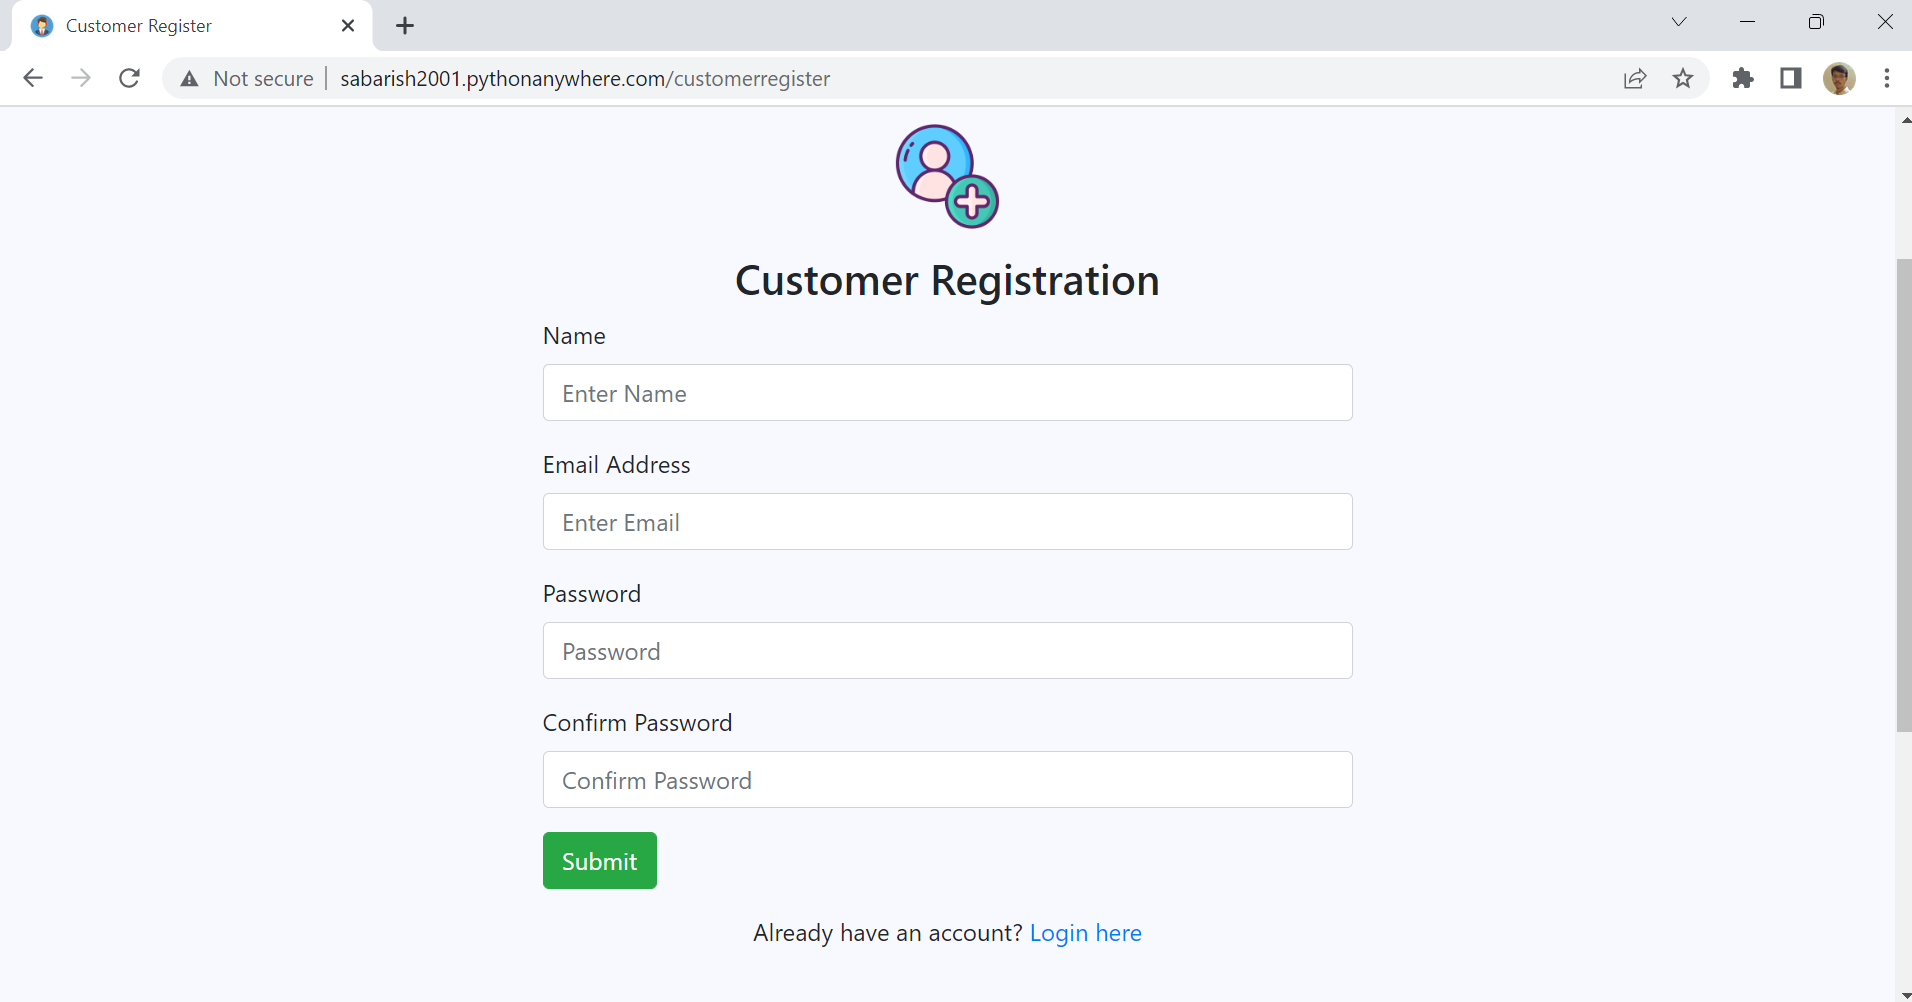 Customer Register
Not secure sabarish2001.pythonanywhere.com/customerregister
Customer Registration
Name
Enter Name
Email Address
Enter Email
Password
Password
Confirm Password
Confirm Password
Submit
Already have an account? Login here